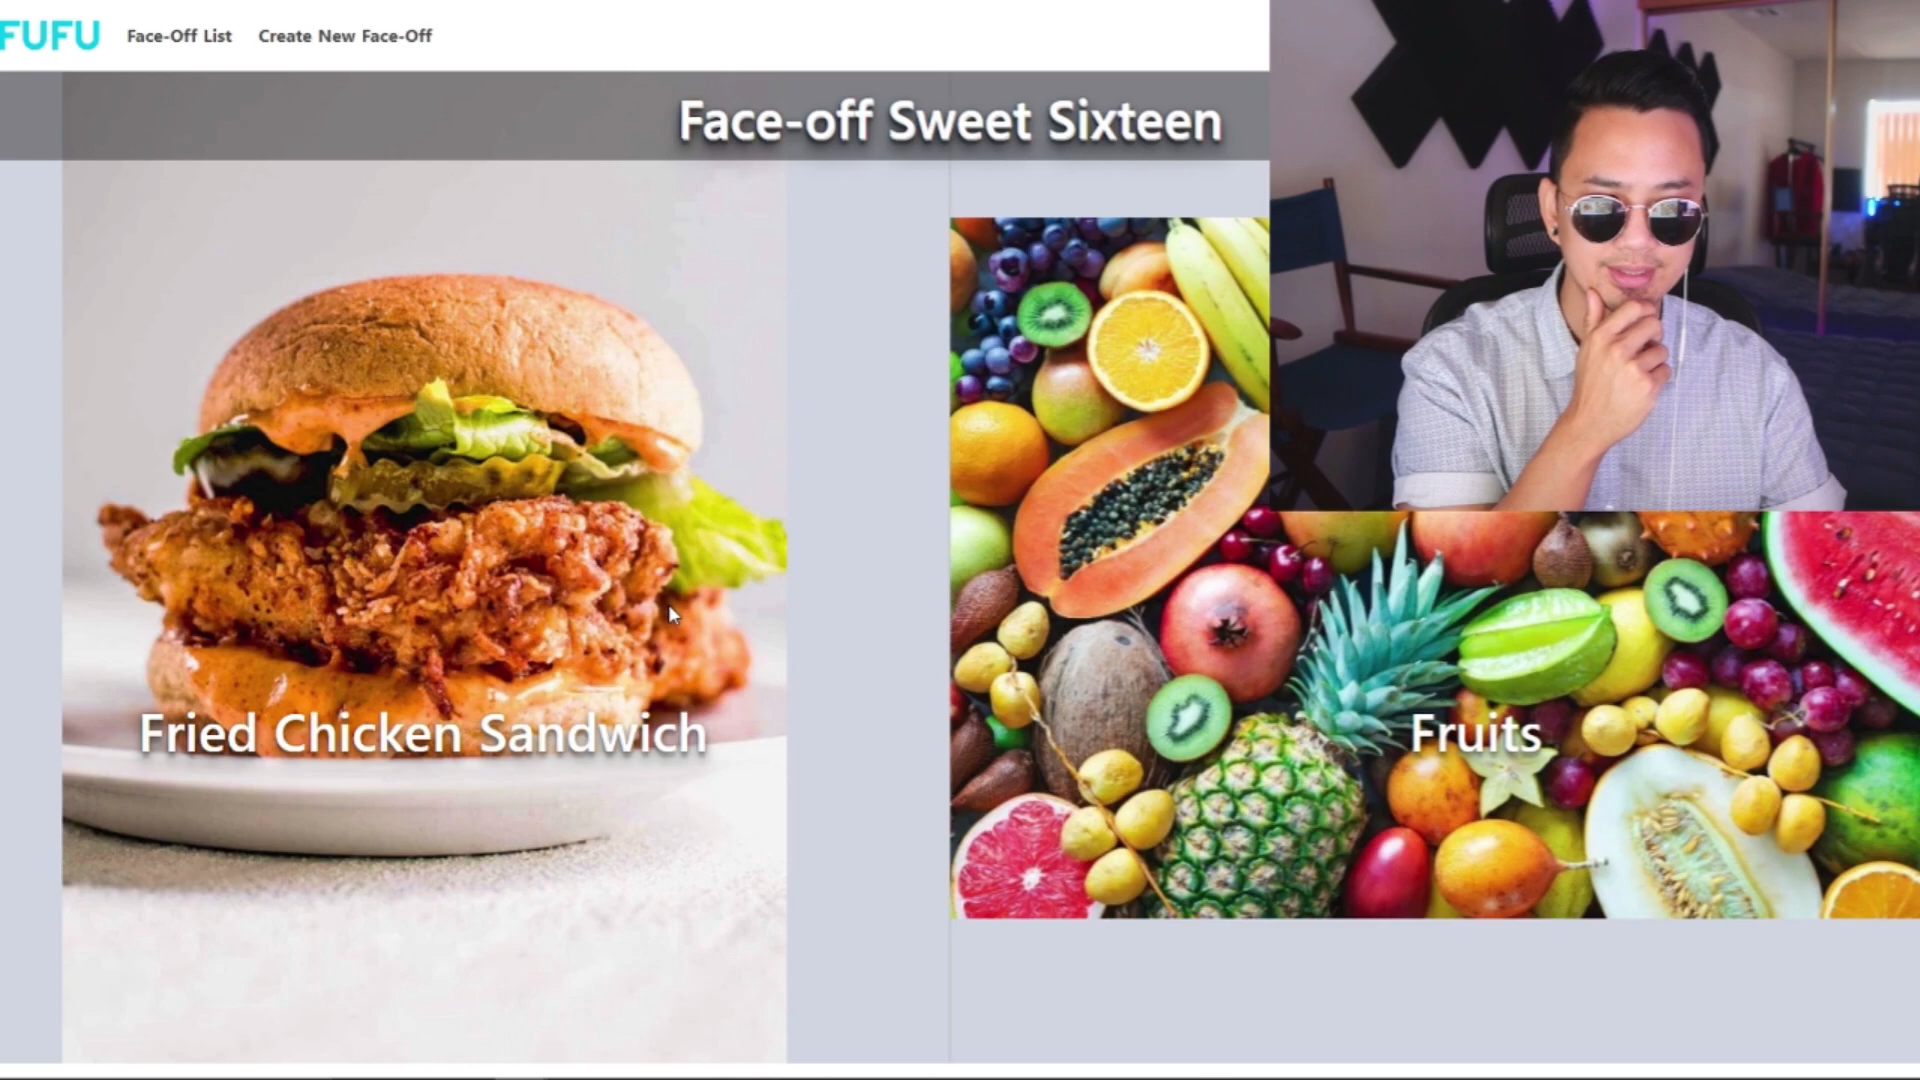 FUFU
Face-Off List
Create New Face-Off
Face-off Sweet Sixteen
Fried Chicken Sandwich
Fruits